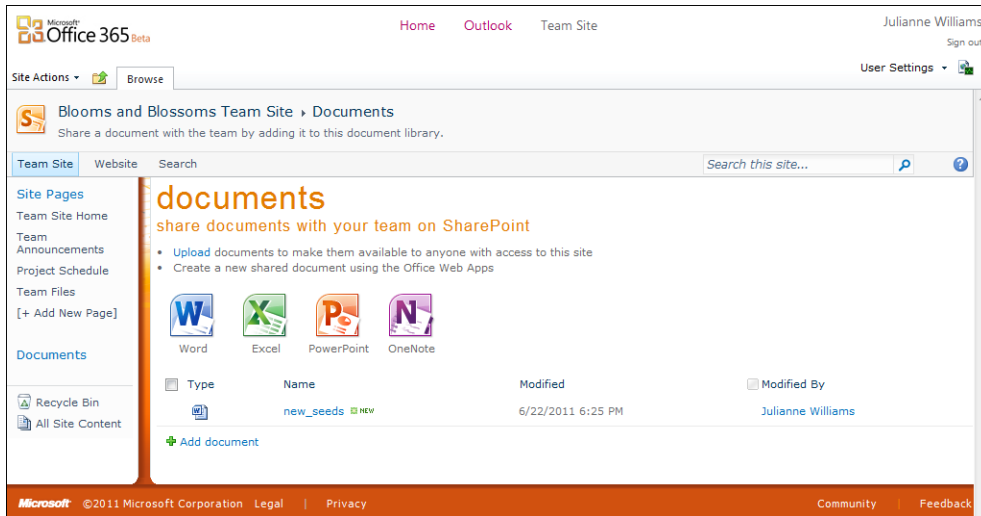 Microsoft®
Office 365 Beta
Home Outlook Team Site
Julianne Williams
Sign out
Site Actions Browse
User Settings
Blooms and Blossoms Team Site ▸ Documents
Share a document with the team by adding it to this document library.
Team Site Website Search
Search this site...
Site Pages
Team Site Home
Team
Announcements
Project Schedule
Team Files
[+ Add New Page]
Documents
Recycle Bin
All Site Content
documents
share documents with your team on SharePoint
• Upload documents to make them available to anyone with access to this site
• Create a new shared document using the Office Web Apps
Word Excel PowerPoint OneNote
Type Name Modified Modified By
new_seeds NEW 6/22/2011 6:25 PM Julianne Williams
Add document
Microsoft ©2011 Microsoft Corporation Legal | Privacy
Community | Feedback